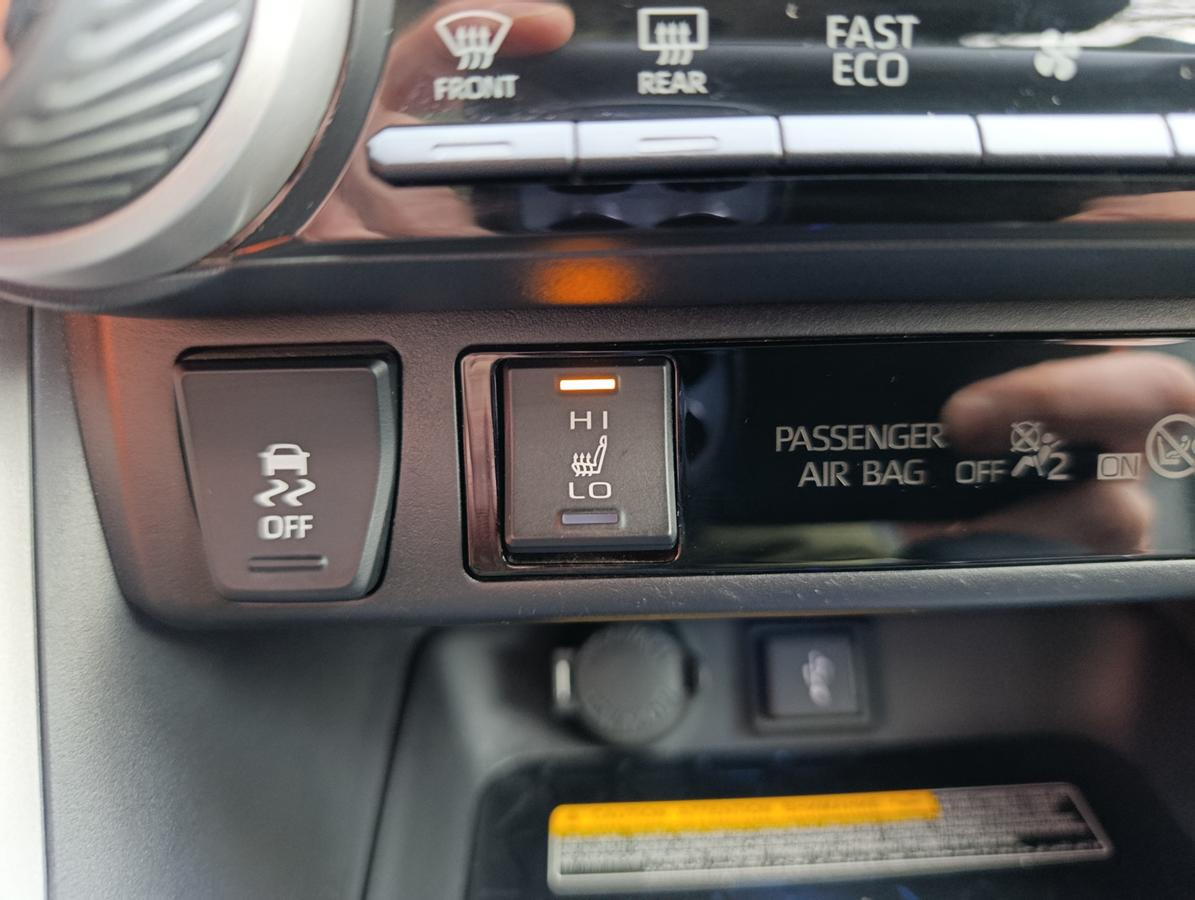 FRONT
REAR
FAST
ECO
OFF
HI
LO
PASSENGER
AIR BAG
OFF
2
ON